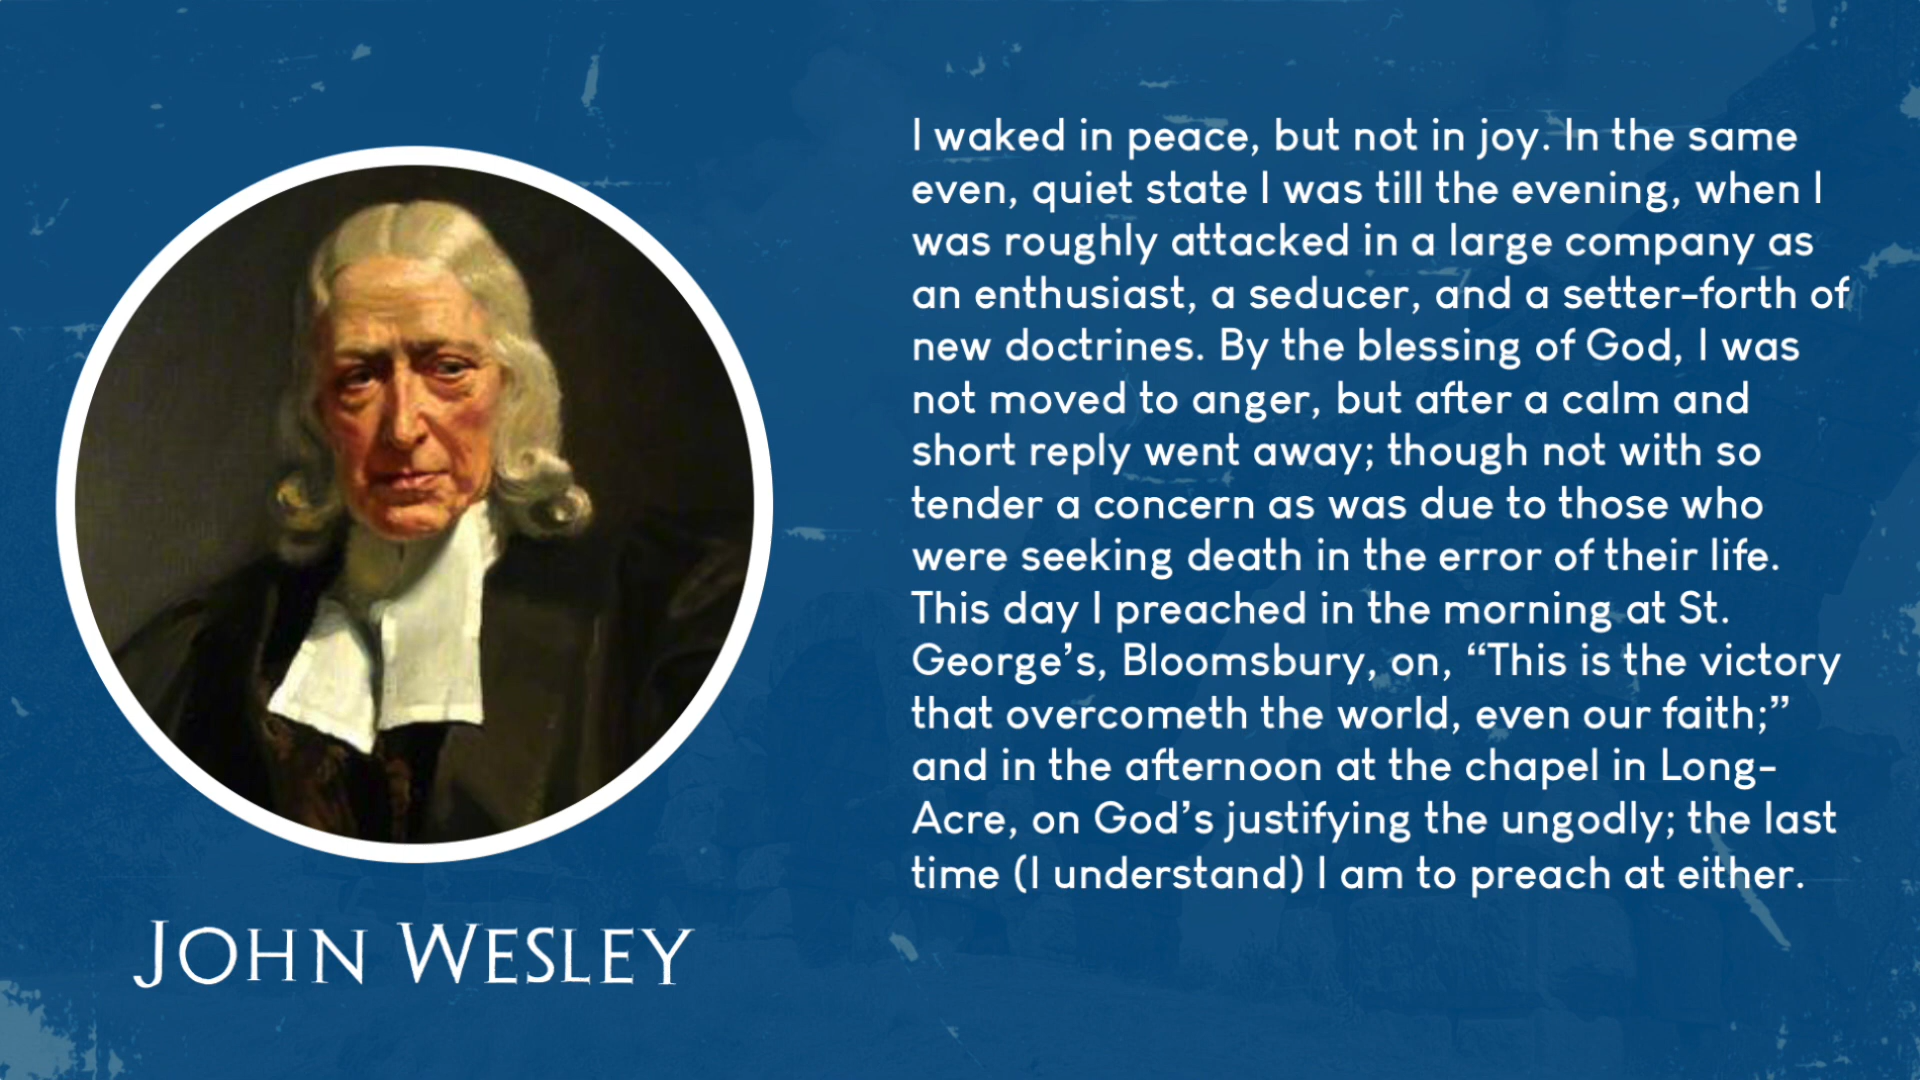 I waked in peace, but not in joy. In the same
even, quiet state I was till the evening, when I
was roughly attacked in a large company as
an enthusiast, a seducer, and a setter-forth of
new doctrines. By the blessing of God, I was
not moved to anger, but after a calm and
short reply went away; though not with so
tender a concern as was due to those who
were seeking death in the error of their life.
This day I preached in the morning at St.
George's, Bloomsbury, on, “This is the victory
that overcometh the world, even our faith;”
and in the afternoon at the chapel in Long-
Acre, on God's justifying the ungodly; the last
time (I understand) I am to preach at either.
JOHN WESLEY